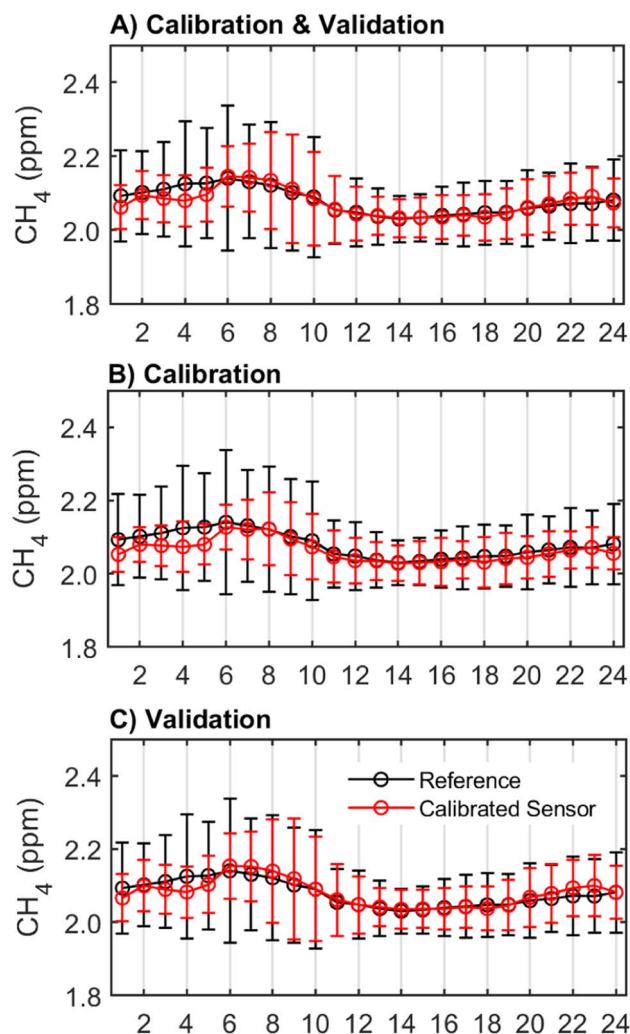 A) Calibration & Validation
2.4
2.2
2.0
1.8
CH4 (ppm)
2 4 6 8 10 12 14 16 18 20 22 24
B) Calibration
2.4
2.2
2.0
1.8
CH4 (ppm)
2 4 6 8 10 12 14 16 18 20 22 24
C) Validation
2.4
2.2
2.0
1.8
CH4 (ppm)
Reference
Calibrated Sensor
2 4 6 8 10 12 14 16 18 20 22 24